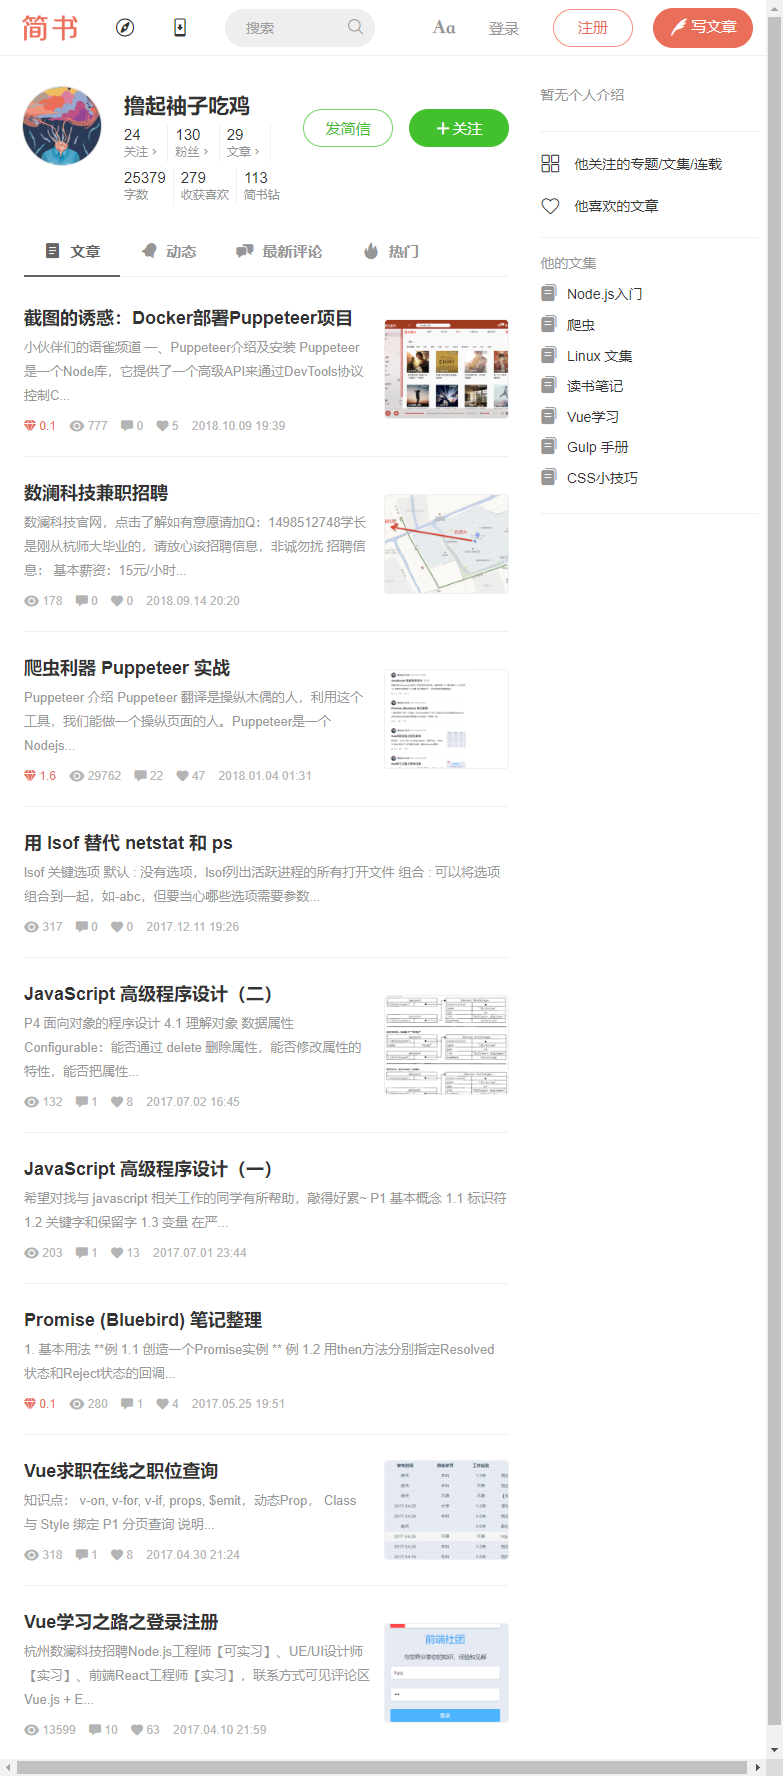 简书
搜索
Aa
登录
注册
写文章
撸起袖子吃鸡
24
130
29
关注
粉丝
文章
25379
279
113
字数
收获喜欢
简书钻
发简信
关注
文章
动态
最新评论
热门
截图的诱惑：Docker部署Puppeteer项目
小伙伴们的语雀频道 一、Puppeteer介绍及安装 Puppeteer
是一个Node库，它提供了一个高级API来通过DevTools协议
控制C...
0.1 777 0 5 2018.10.09 19:39
数澜科技兼职招聘
数澜科技官网，点击了解如有意愿请加Q：1498512748学长
是刚从杭师大毕业的，请放心该招聘信息，非诚勿扰 招聘信
息： 基本薪资：15元/小时...
178 0 0 2018.09.14 20:20
爬虫利器 Puppeteer 实战
Puppeteer 介绍 Puppeteer 翻译是操纵木偶的人，利用这个
工具，我们能做一个操纵页面的人。Puppeteer是一个
Nodejs...
1.6 29762 22 47 2018.01.04 01:31
用 lsof 替代 netstat 和 ps
lsof 关键选项 默认 : 没有选项，lsof列出活跃进程的所有打开文件 组合 : 可以将选项
组合到一起，如-abc，但要当心哪些选项需要参数...
317 0 0 2017.12.11 19:26
JavaScript 高级程序设计（二）
P4 面向对象的程序设计 4.1 理解对象 数据属性
Configurable：能否通过 delete 删除属性，能否修改属性的
特性，能否把属性...
132 1 8 2017.07.02 16:45
JavaScript 高级程序设计（一）
希望对找与 javascript 相关工作的同学有所帮助，敲得好累~ P1 基本概念 1.1 标识符
1.2 关键字和保留字 1.3 变量 在严...
203 1 13 2017.07.01 23:44
Promise (Bluebird) 笔记整理
1. 基本用法 **例 1.1 创造一个Promise实例 ** 例 1.2 用then方法分别指定Resolved
状态和Reject状态的回调...
0.1 280 1 4 2017.05.25 19:51
Vue求职在线之职位查询
知识点： v-on, v-for, v-if, props, $emit，动态Prop， Class
与 Style 绑定 P1 分页查询 说明...
318 1 8 2017.04.30 21:24
Vue学习之路之登录注册
杭州数澜科技招聘Node.js工程师【可实习】、UE/UI设计师
【实习】、前端React工程师【实习】，联系方式可见评论区
Vue.js + E...
13599 10 63 2017.04.10 21:59
前端社团
与世界分享你的知识、经验和见解
登录
暂无个人介绍
他关注的专题/文集/连载
他喜欢的文章
他的文集
Node.js入门
爬虫
Linux 文集
读书笔记
Vue学习
Gulp 手册
CSS小技巧